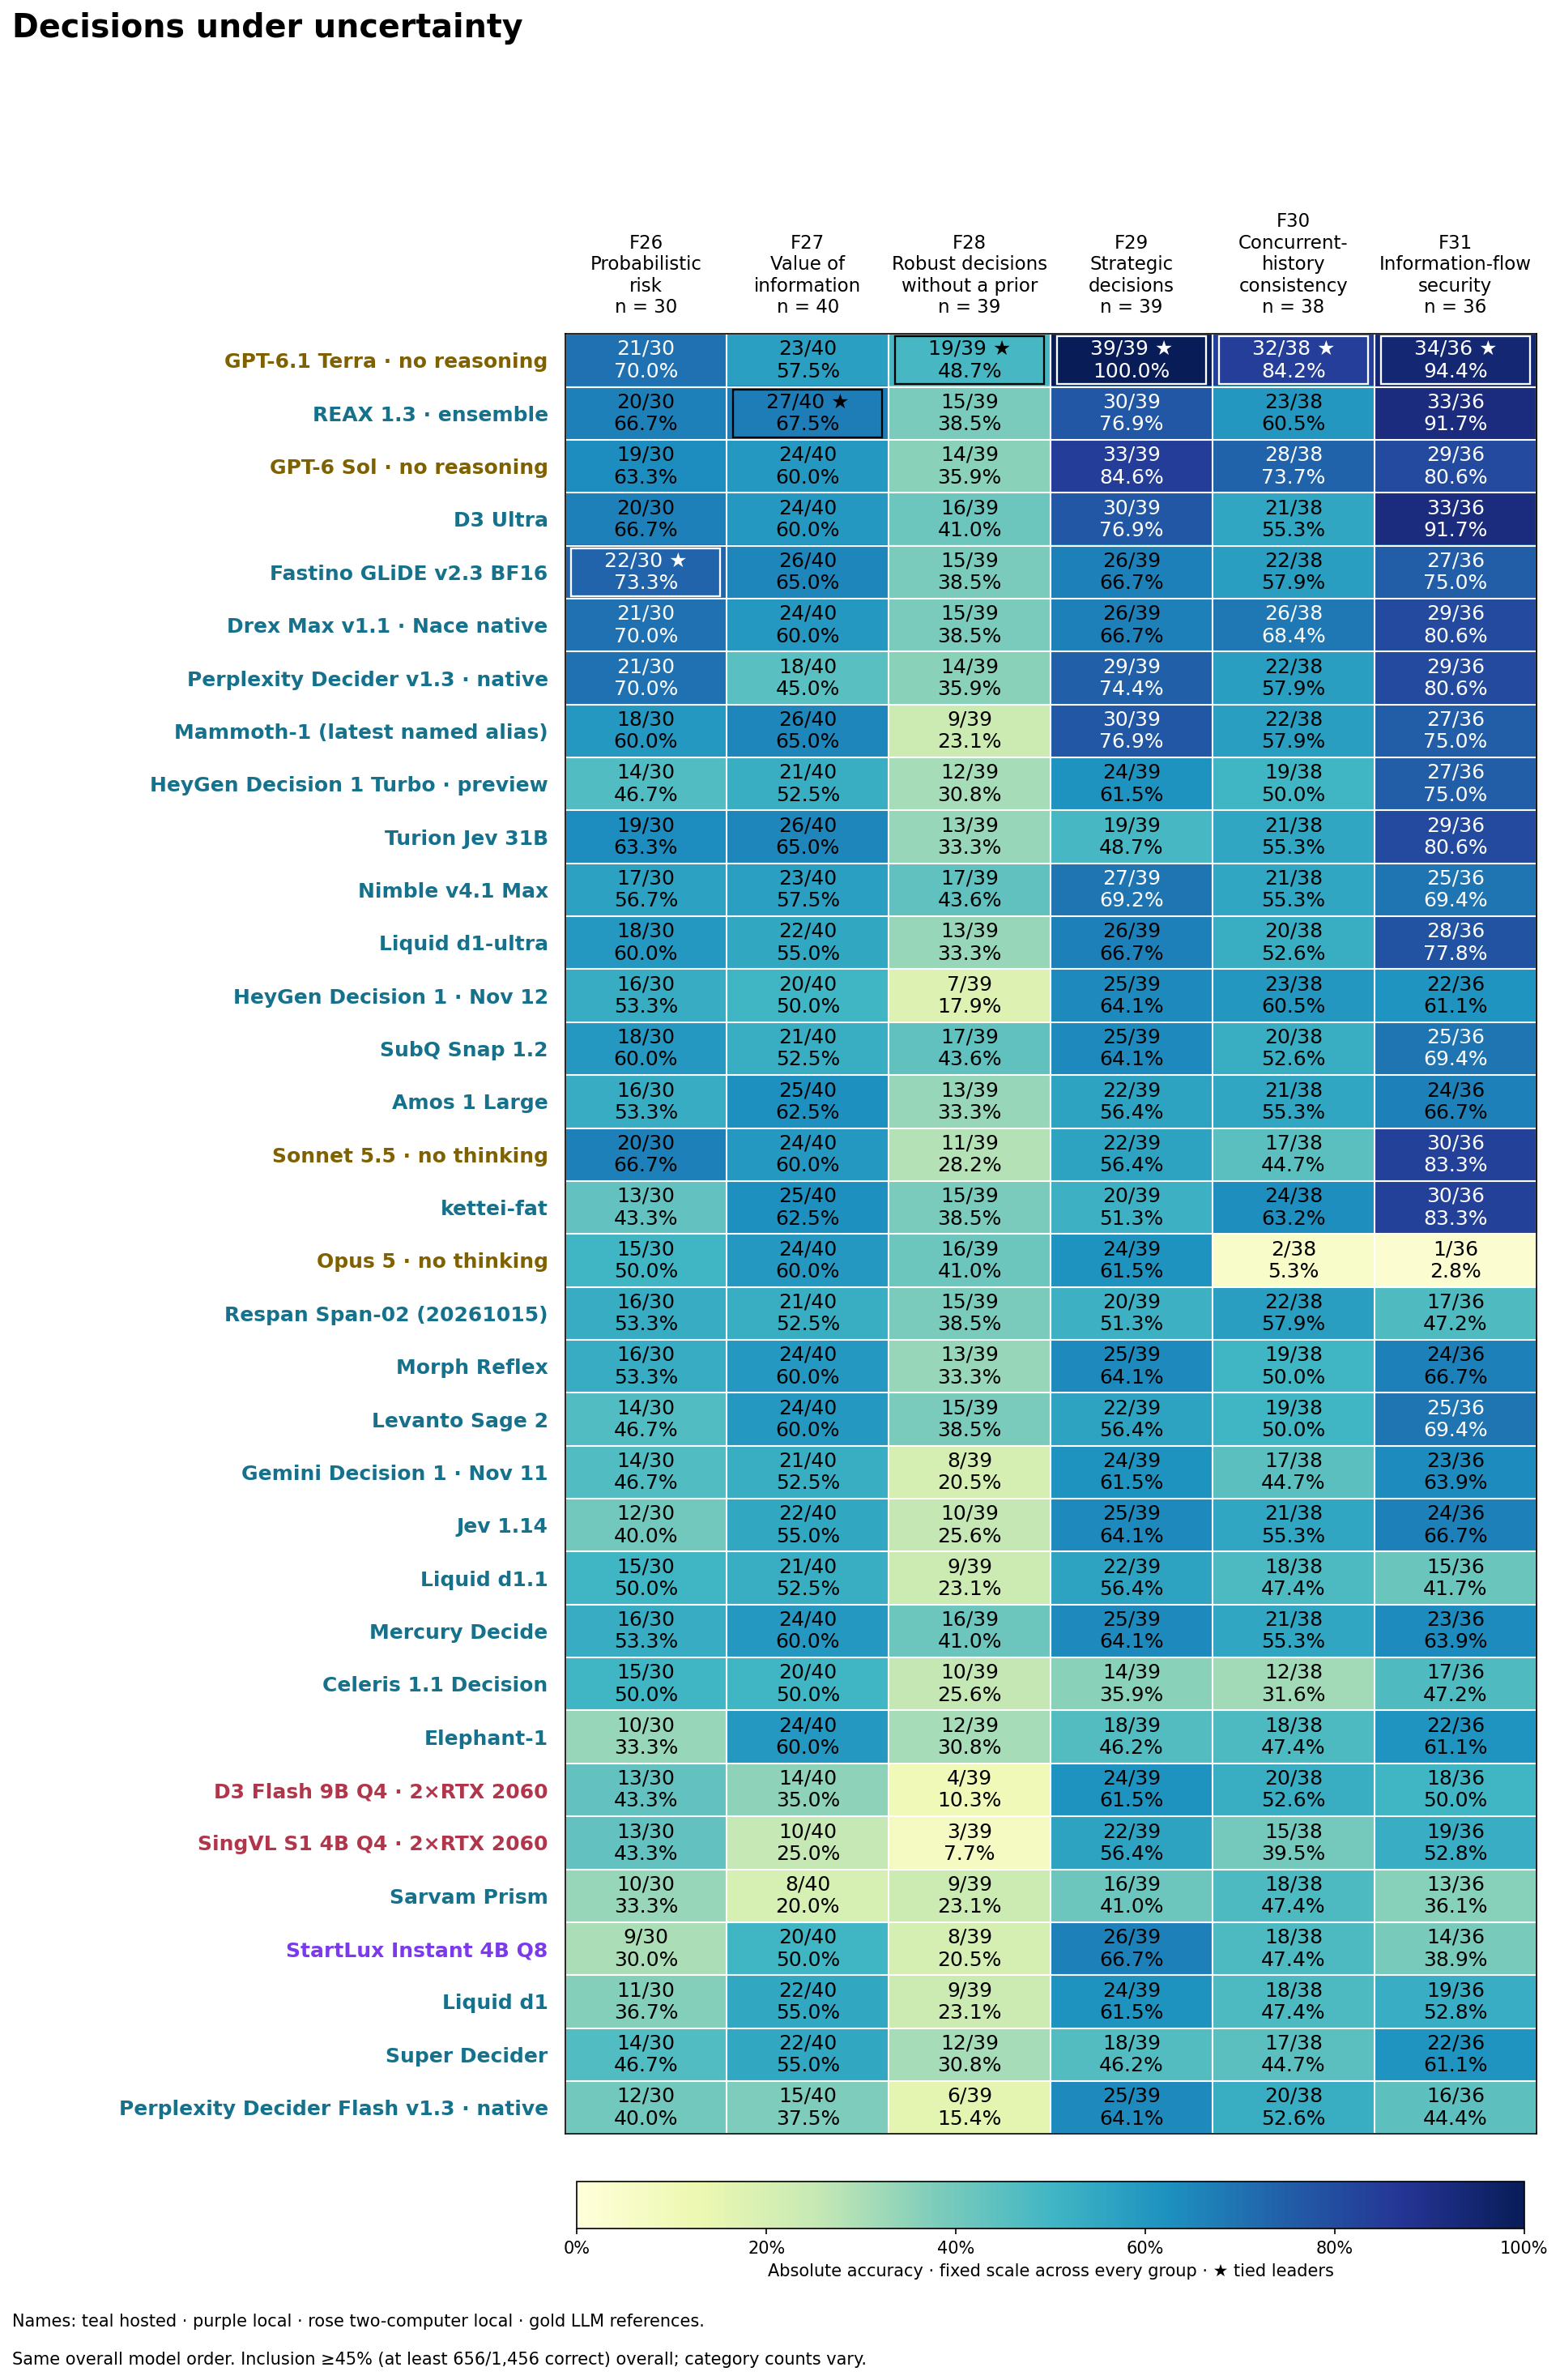 Decisions under uncertainty
F26
Probabilistic
risk
n = 30
F27
Value of
information
n = 40
F28
Robust decisions
without a prior
n = 39
F29
Strategic
decisions
n = 39
F30
Concurrent-
history
consistency
n = 38
F31
Information-flow
security
n = 36
GPT-6.1 Terra · no reasoning
21/30 23/40 19/39 ★ 39/39 ★ 32/38 ★ 34/36 ★
70.0% 57.5% 48.7% 100.0% 84.2% 94.4%
REAX 1.3 · ensemble
20/30 27/40 ★ 15/39 30/39 23/38 33/36
66.7% 67.5% 38.5% 76.9% 60.5% 91.7%
GPT-6 Sol · no reasoning
19/30 24/40 14/39 33/39 28/38 29/36
63.3% 60.0% 35.9% 84.6% 73.7% 80.6%
D3 Ultra
20/30 24/40 16/39 30/39 21/38 33/36
66.7% 60.0% 41.0% 76.9% 55.3% 91.7%
Fastino GLiDE v2.3 BF16
22/30 ★ 26/40 15/39 26/39 22/38 27/36
73.3% 65.0% 38.5% 66.7% 57.9% 75.0%
Drex Max v1.1 · Nace native
21/30 24/40 15/39 26/39 26/38 29/36
70.0% 60.0% 38.5% 66.7% 68.4% 80.6%
Perplexity Decider v1.3 · native
21/30 18/40 14/39 29/39 22/38 29/36
70.0% 45.0% 35.9% 74.4% 57.9% 80.6%
Mammoth-1 (latest named alias)
18/30 26/40 9/39 30/39 22/38 27/36
60.0% 65.0% 23.1% 76.9% 57.9% 75.0%
HeyGen Decision 1 Turbo · preview
14/30 21/40 12/39 24/39 19/38 27/36
46.7% 52.5% 30.8% 61.5% 50.0% 75.0%
Turion Jev 31B
19/30 26/40 13/39 19/39 21/38 29/36
63.3% 65.0% 33.3% 48.7% 55.3% 80.6%
Nimble v4.1 Max
17/30 23/40 17/39 27/39 21/38 25/36
56.7% 57.5% 43.6% 69.2% 55.3% 69.4%
Liquid d1-ultra
18/30 22/40 13/39 26/39 20/38 28/36
60.0% 55.0% 33.3% 66.7% 52.6% 77.8%
HeyGen Decision 1 · Nov 12
16/30 20/40 7/39 25/39 23/38 22/36
53.3% 50.0% 17.9% 64.1% 60.5% 61.1%
SubQ Snap 1.2
18/30 21/40 17/39 25/39 20/38 25/36
60.0% 52.5% 43.6% 64.1% 52.6% 69.4%
Amos 1 Large
16/30 25/40 13/39 22/39 21/38 24/36
53.3% 62.5% 33.3% 56.4% 55.3% 66.7%
Sonnet 5.5 · no thinking
20/30 24/40 11/39 22/39 17/38 30/36
66.7% 60.0% 28.2% 56.4% 44.7% 83.3%
kettei-fat
13/30 25/40 15/39 20/39 24/38 30/36
43.3% 62.5% 38.5% 51.3% 63.2% 83.3%
Opus 5 · no thinking
15/30 24/40 16/39 24/39 2/38 1/36
50.0% 60.0% 41.0% 61.5% 5.3% 2.8%
Respan Span-02 (20261015)
16/30 21/40 15/39 20/39 22/38 17/36
53.3% 52.5% 38.5% 51.3% 57.9% 47.2%
Morph Reflex
16/30 24/40 13/39 25/39 19/38 24/36
53.3% 60.0% 33.3% 64.1% 50.0% 66.7%
Levanto Sage 2
14/30 24/40 15/39 22/39 19/38 25/36
46.7% 60.0% 38.5% 56.4% 50.0% 69.4%
Gemini Decision 1 · Nov 11
14/30 21/40 8/39 24/39 17/38 23/36
46.7% 52.5% 20.5% 61.5% 44.7% 63.9%
Jev 1.14
12/30 22/40 10/39 25/39 21/38 24/36
40.0% 55.0% 25.6% 64.1% 55.3% 66.7%
Liquid d1.1
15/30 21/40 9/39 22/39 18/38 15/36
50.0% 52.5% 23.1% 56.4% 47.4% 41.7%
Mercury Decide
16/30 24/40 16/39 25/39 21/38 23/36
53.3% 60.0% 41.0% 64.1% 55.3% 63.9%
Celeris 1.1 Decision
15/30 20/40 10/39 14/39 12/38 17/36
50.0% 50.0% 25.6% 35.9% 31.6% 47.2%
Elephant-1
10/30 24/40 12/39 18/39 18/38 22/36
33.3% 60.0% 30.8% 46.2% 47.4% 61.1%
D3 Flash 9B Q4 · 2×RTX 2060
13/30 14/40 4/39 24/39 20/38 18/36
43.3% 35.0% 10.3% 61.5% 52.6% 50.0%
SingVL S1 4B Q4 · 2×RTX 2060
13/30 10/40 3/39 22/39 15/38 19/36
43.3% 25.0% 7.7% 56.4% 39.5% 52.8%
Sarvam Prism
10/30 8/40 9/39 16/39 18/38 13/36
33.3% 20.0% 23.1% 41.0% 47.4% 36.1%
StartLux Instant 4B Q8
9/30 20/40 8/39 26/39 18/38 14/36
30.0% 50.0% 20.5% 66.7% 47.4% 38.9%
Liquid d1
11/30 22/40 9/39 24/39 18/38 19/36
36.7% 55.0% 23.1% 61.5% 47.4% 52.8%
Super Decider
14/30 22/40 12/39 18/39 17/38 22/36
46.7% 55.0% 30.8% 46.2% 44.7% 61.1%
Perplexity Decider Flash v1.3 · native
12/30 15/40 6/39 25/39 20/38 16/36
40.0% 37.5% 15.4% 64.1% 52.6% 44.4%
0% 20% 40% 60% 80% 100%
Absolute accuracy · fixed scale across every group · ★ tied leaders
Names: teal hosted · purple local · rose two-computer local · gold LLM references.
Same overall model order. Inclusion ≥45% (at least 656/1,456 correct) overall; category counts vary.